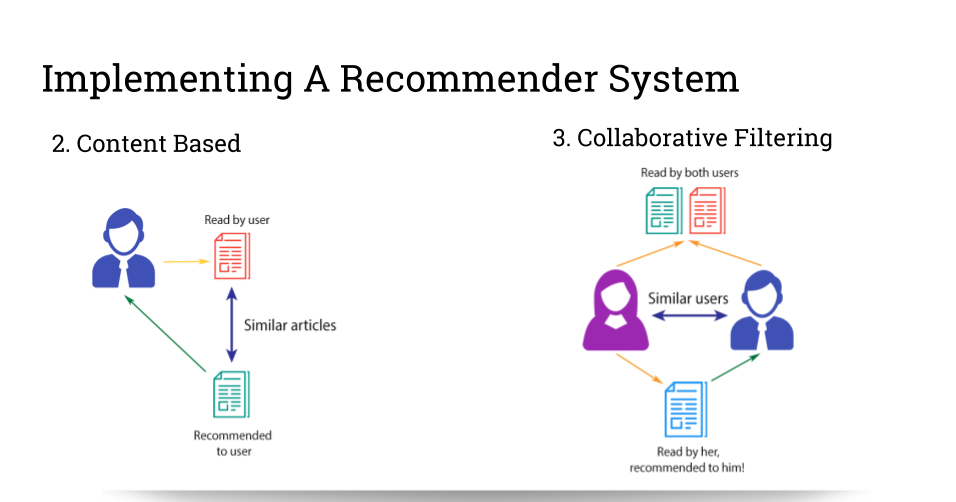 Implementing A Recommender System
2. Content Based
Read by user
Similar articles
Recommended
to user
3. Collaborative Filtering
Read by both users
Similar users
Read by her,
recommended to him!